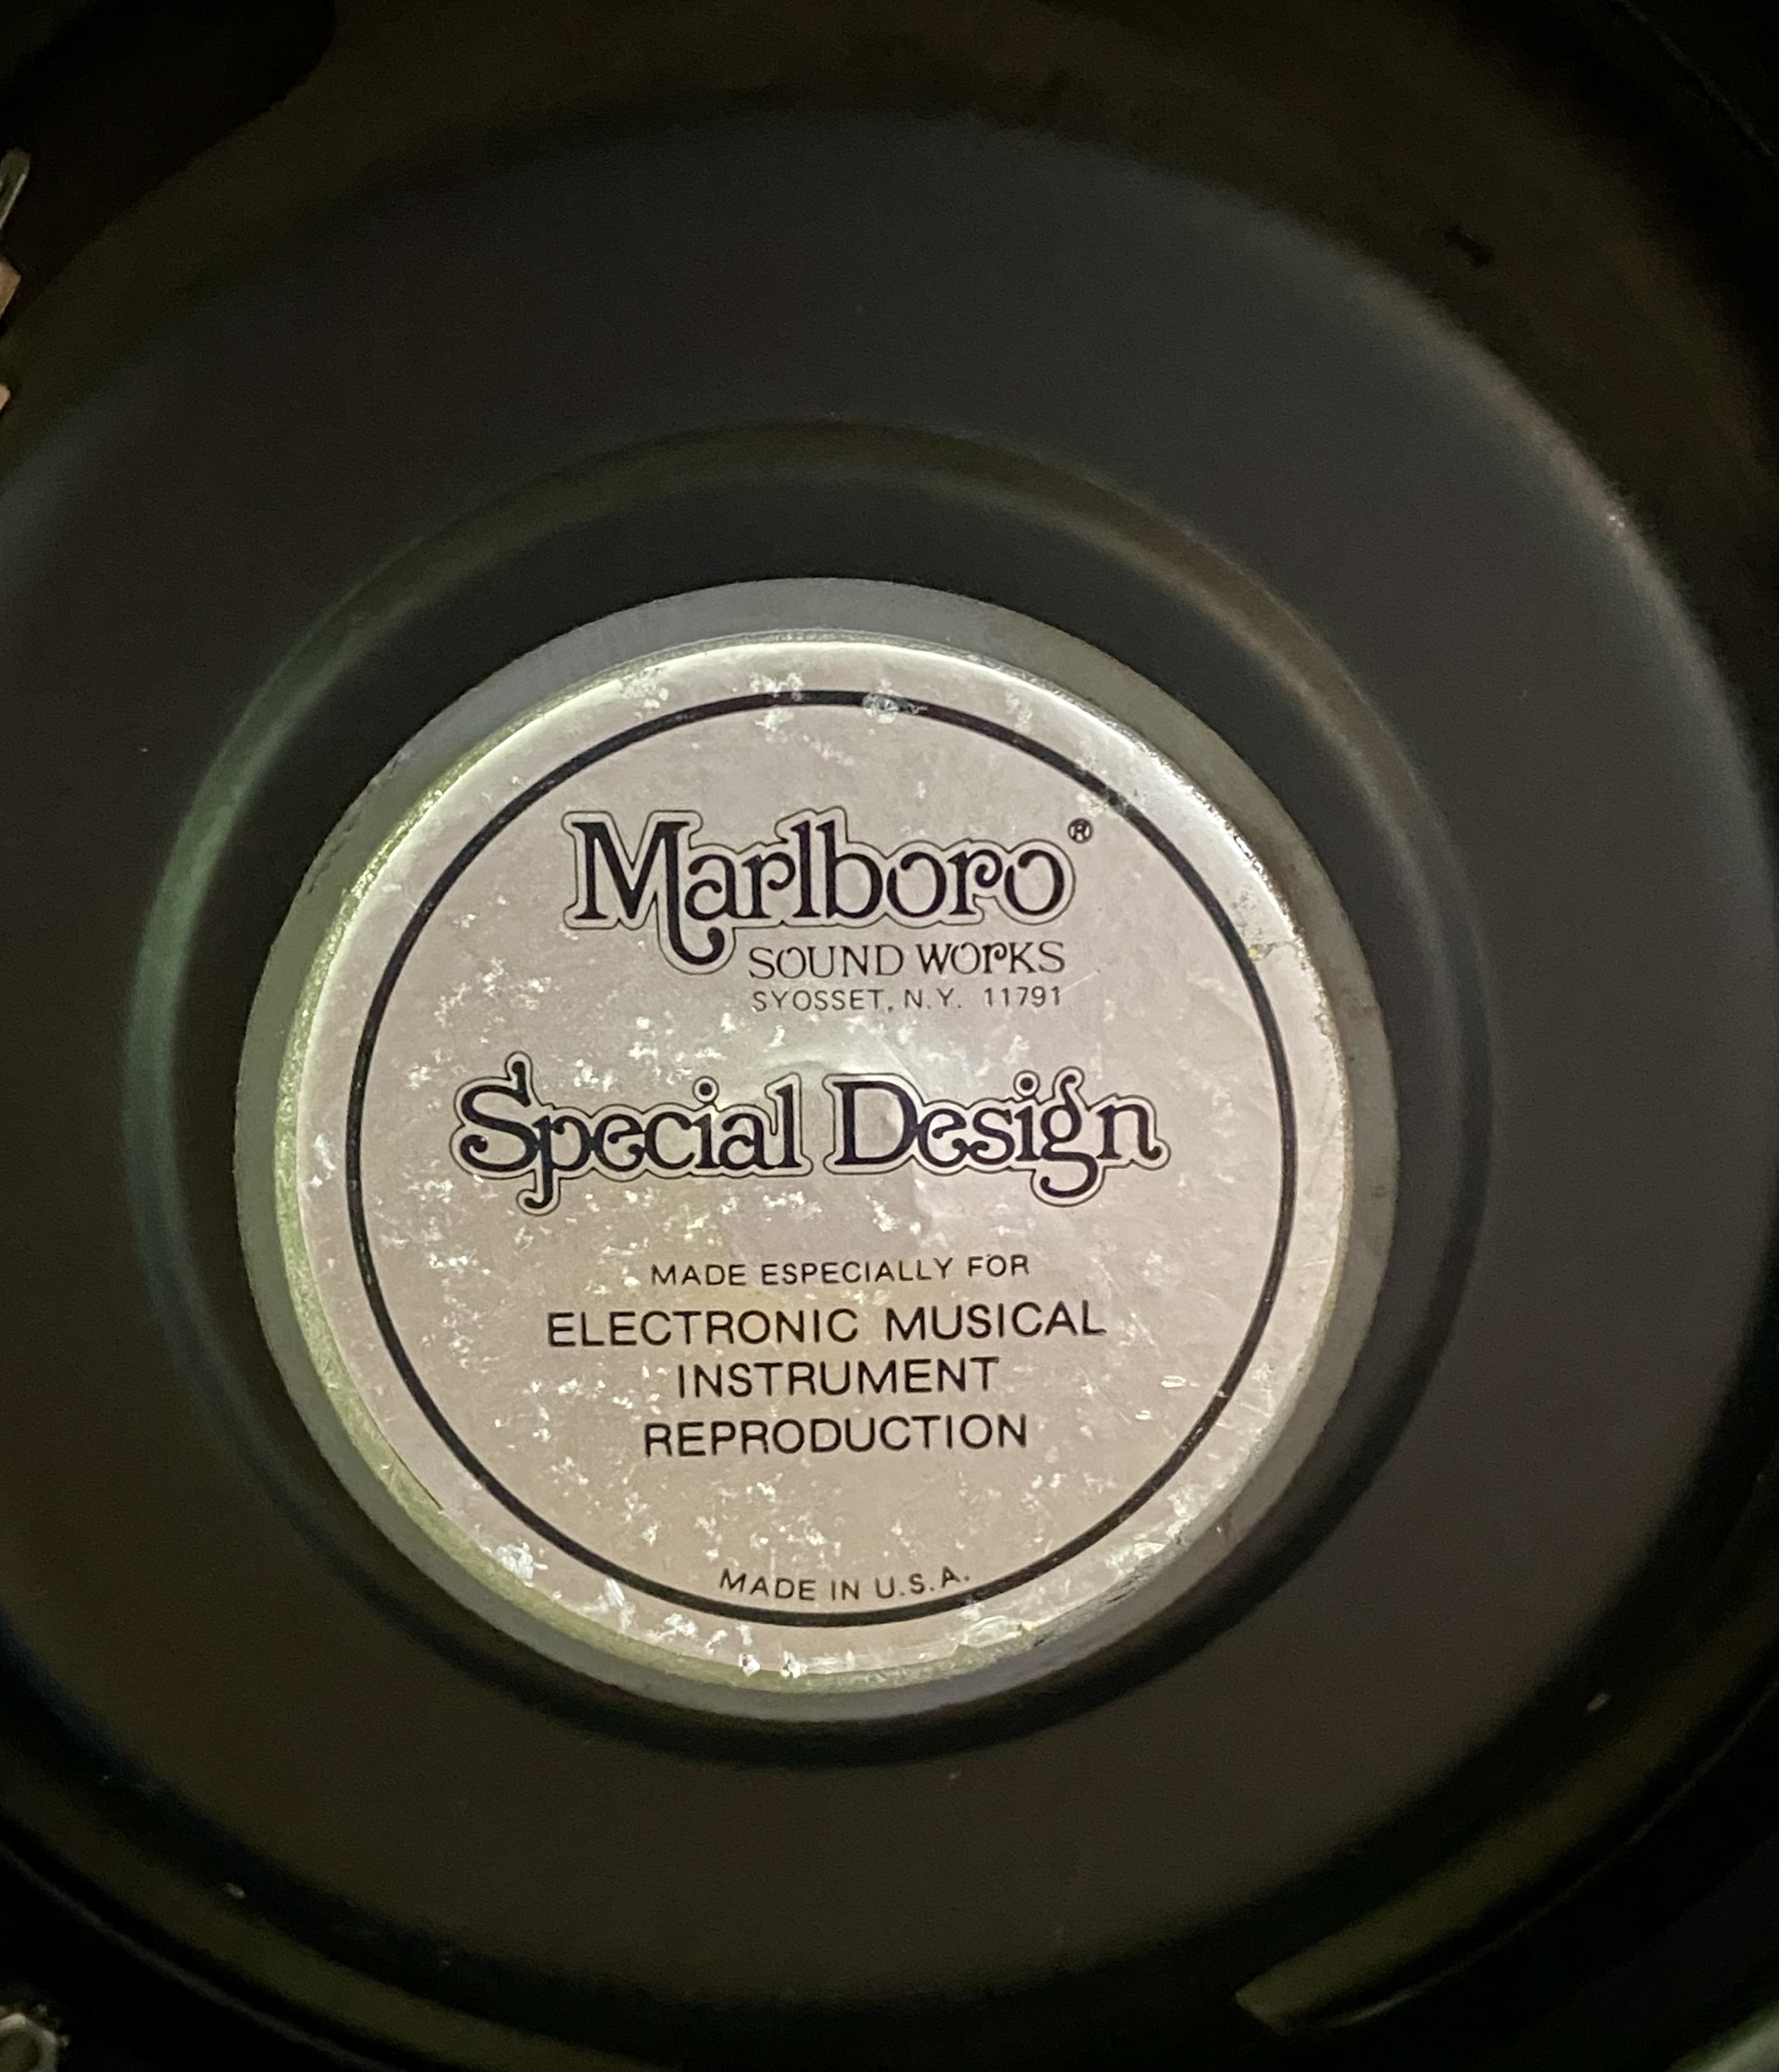 Marlboro®
SOUND WORKS
SYOSSET, N.Y. 11791
Special Design
MADE ESPECIALLY FOR
ELECTRONIC MUSICAL
INSTRUMENT
REPRODUCTION
MADE IN U.S.A.